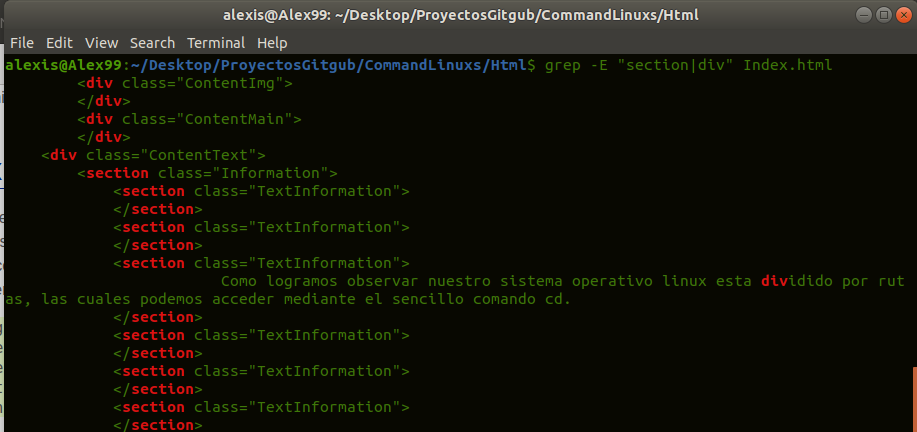 alexis@Alex99: ~/Desktop/ProyectosGitgub/CommandLinuxs/Html
File Edit View Search Terminal Help
alexis@Alex99:~/Desktop/ProyectosGitgub/CommandLinuxs/Html$ grep -E "section|div" Index.html
        <div class="ContentImg">
        </div>
        <div class="ContentMain">
        </div>
    <div class="ContentText">
        <section class="Information">
            <section class="TextInformation">
            </section>
            <section class="TextInformation">
            </section>
            <section class="TextInformation">
                        Como logramos observar nuestro sistema operativo linux esta dividido por rut
as, las cuales podemos acceder mediante el sencillo comando cd.
            </section>
            <section class="TextInformation">
            </section>
            <section class="TextInformation">
            </section>
            <section class="TextInformation">
            </section>